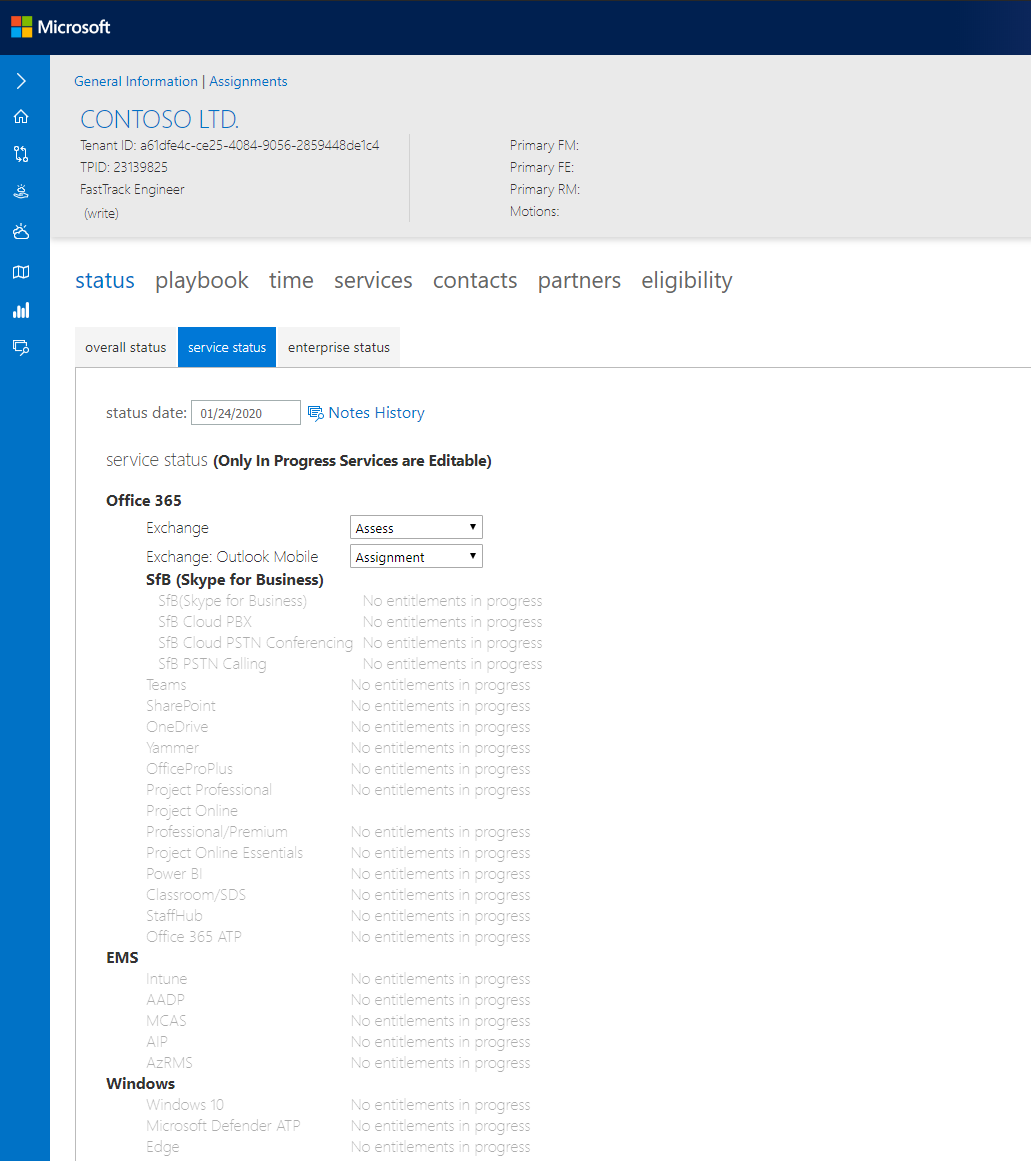 Microsoft
General Information | Assignments
CONTOSO LTD.
Tenant ID: a61dfe4c-ce25-4084-9056-2859448de1c4
TPID: 23139825
FastTrack Engineer
(write)
Primary FM:
Primary FE:
Primary RM:
Motions:
status playbook time services contacts partners eligibility
overall status service status enterprise status
status date: 01/24/2020 Notes History
service status (Only In Progress Services are Editable)
Office 365
Exchange Assess
Exchange: Outlook Mobile Assignment
SfB (Skype for Business)
SfB(Skype for Business) No entitlements in progress
SfB Cloud PBX No entitlements in progress
SfB Cloud PSTN Conferencing No entitlements in progress
SfB PSTN Calling No entitlements in progress
Teams No entitlements in progress
SharePoint No entitlements in progress
OneDrive No entitlements in progress
Yammer No entitlements in progress
OfficeProPlus No entitlements in progress
Project Professional No entitlements in progress
Project Online
Professional/Premium No entitlements in progress
Project Online Essentials No entitlements in progress
Power BI No entitlements in progress
Classroom/SDS No entitlements in progress
StaffHub No entitlements in progress
Office 365 ATP No entitlements in progress
EMS
Intune No entitlements in progress
AADP No entitlements in progress
MCAS No entitlements in progress
AIP No entitlements in progress
AzRMS No entitlements in progress
Windows
Windows 10 No entitlements in progress
Microsoft Defender ATP No entitlements in progress
Edge No entitlements in progress